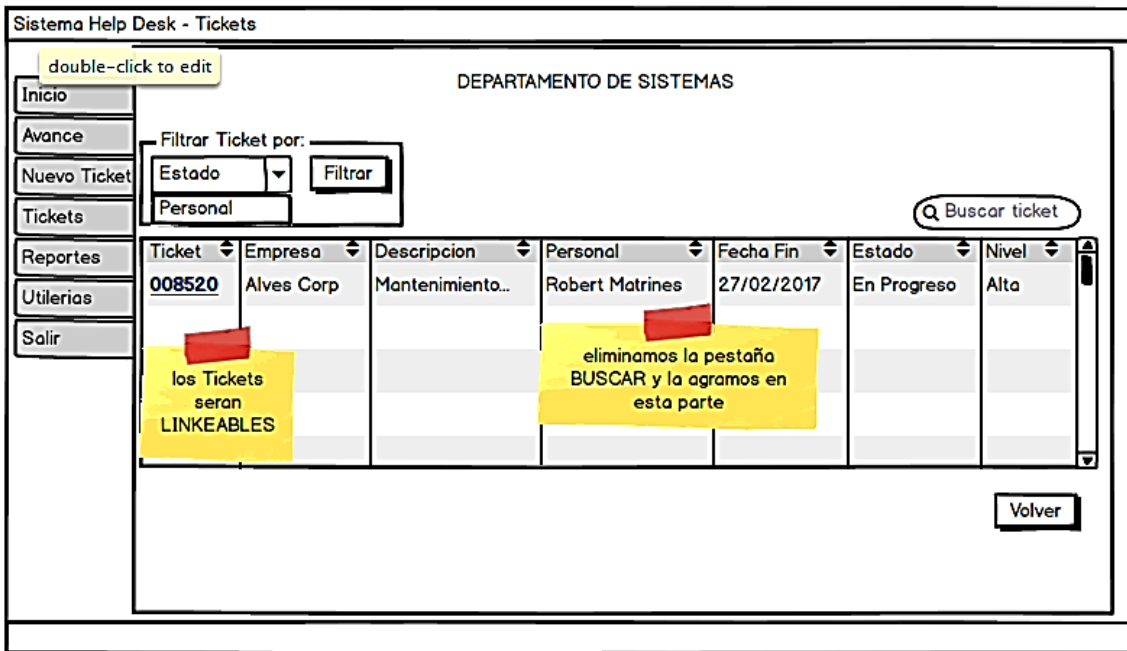 Sistema Help Desk - Tickets
double-click to edit
DEPARTAMENTO DE SISTEMAS
Inicio
Avance
Nuevo Ticket
Tickets
Reportes
Utilerias
Salir
Filtrar Ticket por:
Estado
Filtrar
Personal
Buscar ticket
Ticket Empresa Descripcion Personal Fecha Fin Estado Nivel
008520 Alves Corp Mantenimiento... Robert Matrines 27/02/2017 En Progreso Alta
los Tickets
seran
LINKEABLES
eliminamos la pestaña
BUSCAR y la agramos en
esta parte
Volver